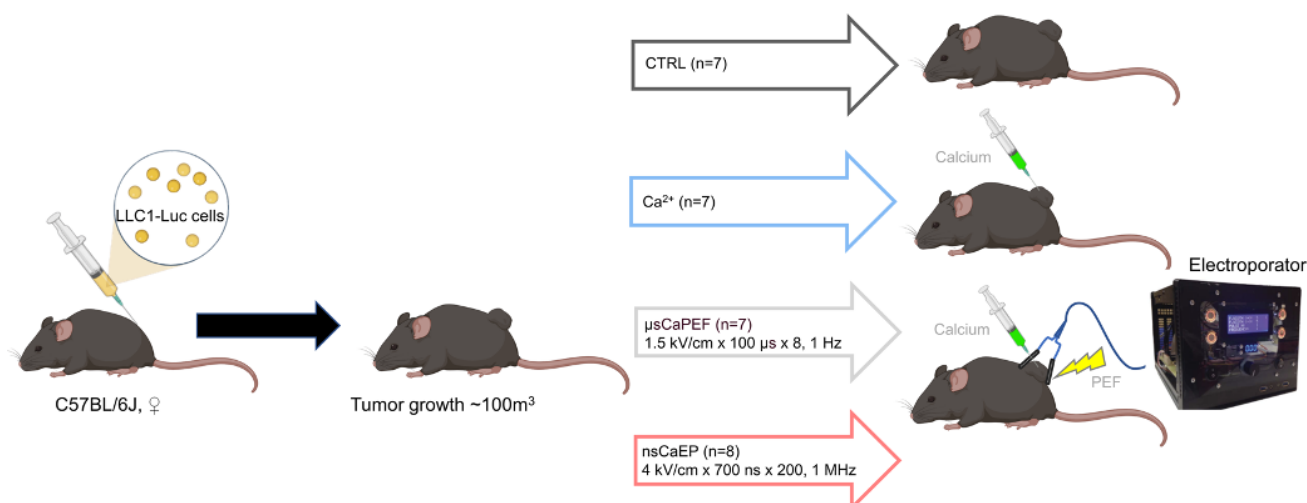 LLC1-Luc cells
C57BL/6J, ♀
Tumor growth ~100m³
CTRL (n=7)
Calcium
Ca²⁺ (n=7)
Electroporator
µsCaPEF (n=7)
1.5 kV/cm x 100 µs x 8, 1 Hz
Calcium
PEF
nsCaEP (n=8)
4 kV/cm x 700 ns x 200, 1 MHz